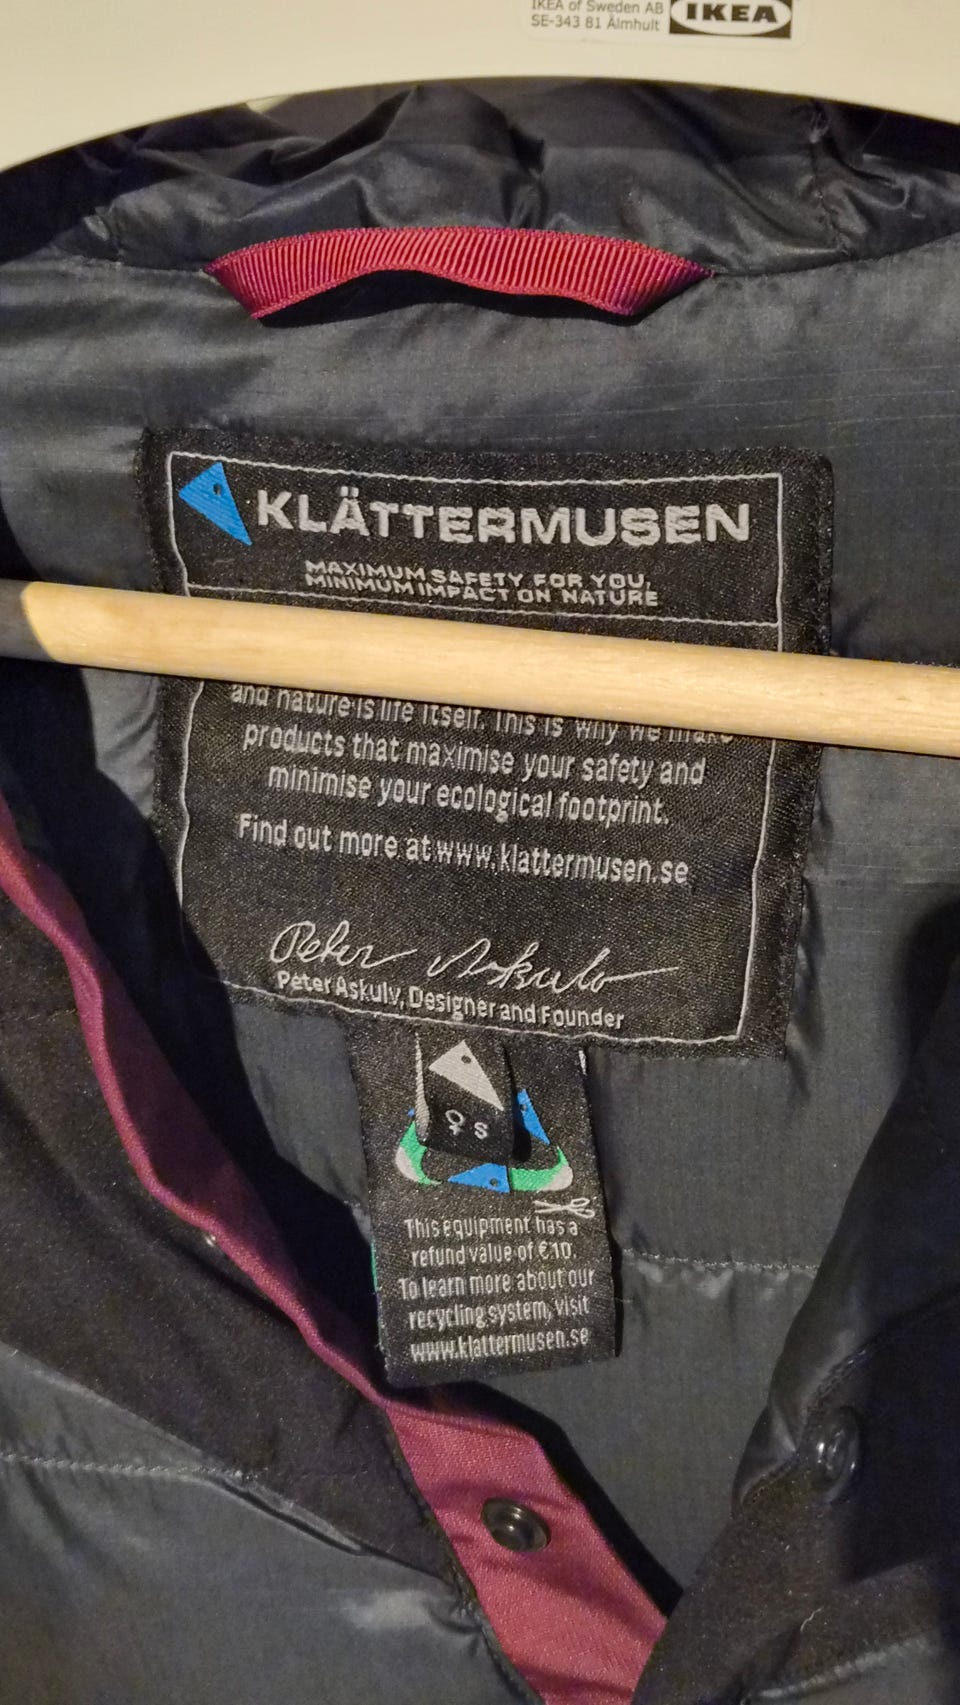 IKEA of Sweden AB
SE-343 81 Älmhult
IKEA
KLÄTTERMUSEN
MAXIMUM SAFETY FOR YOU,
MINIMUM IMPACT ON NATURE
and nature is life itself. This is why we make
products that maximise your safety and
minimise your ecological footprint.
Find out more at www.klattermusen.se
Peter Askulv
Peter Askulv, Designer and Founder
♀ S
This equipment has a
refund value of €10.
To learn more about our
recycling system, visit
www.klattermusen.se